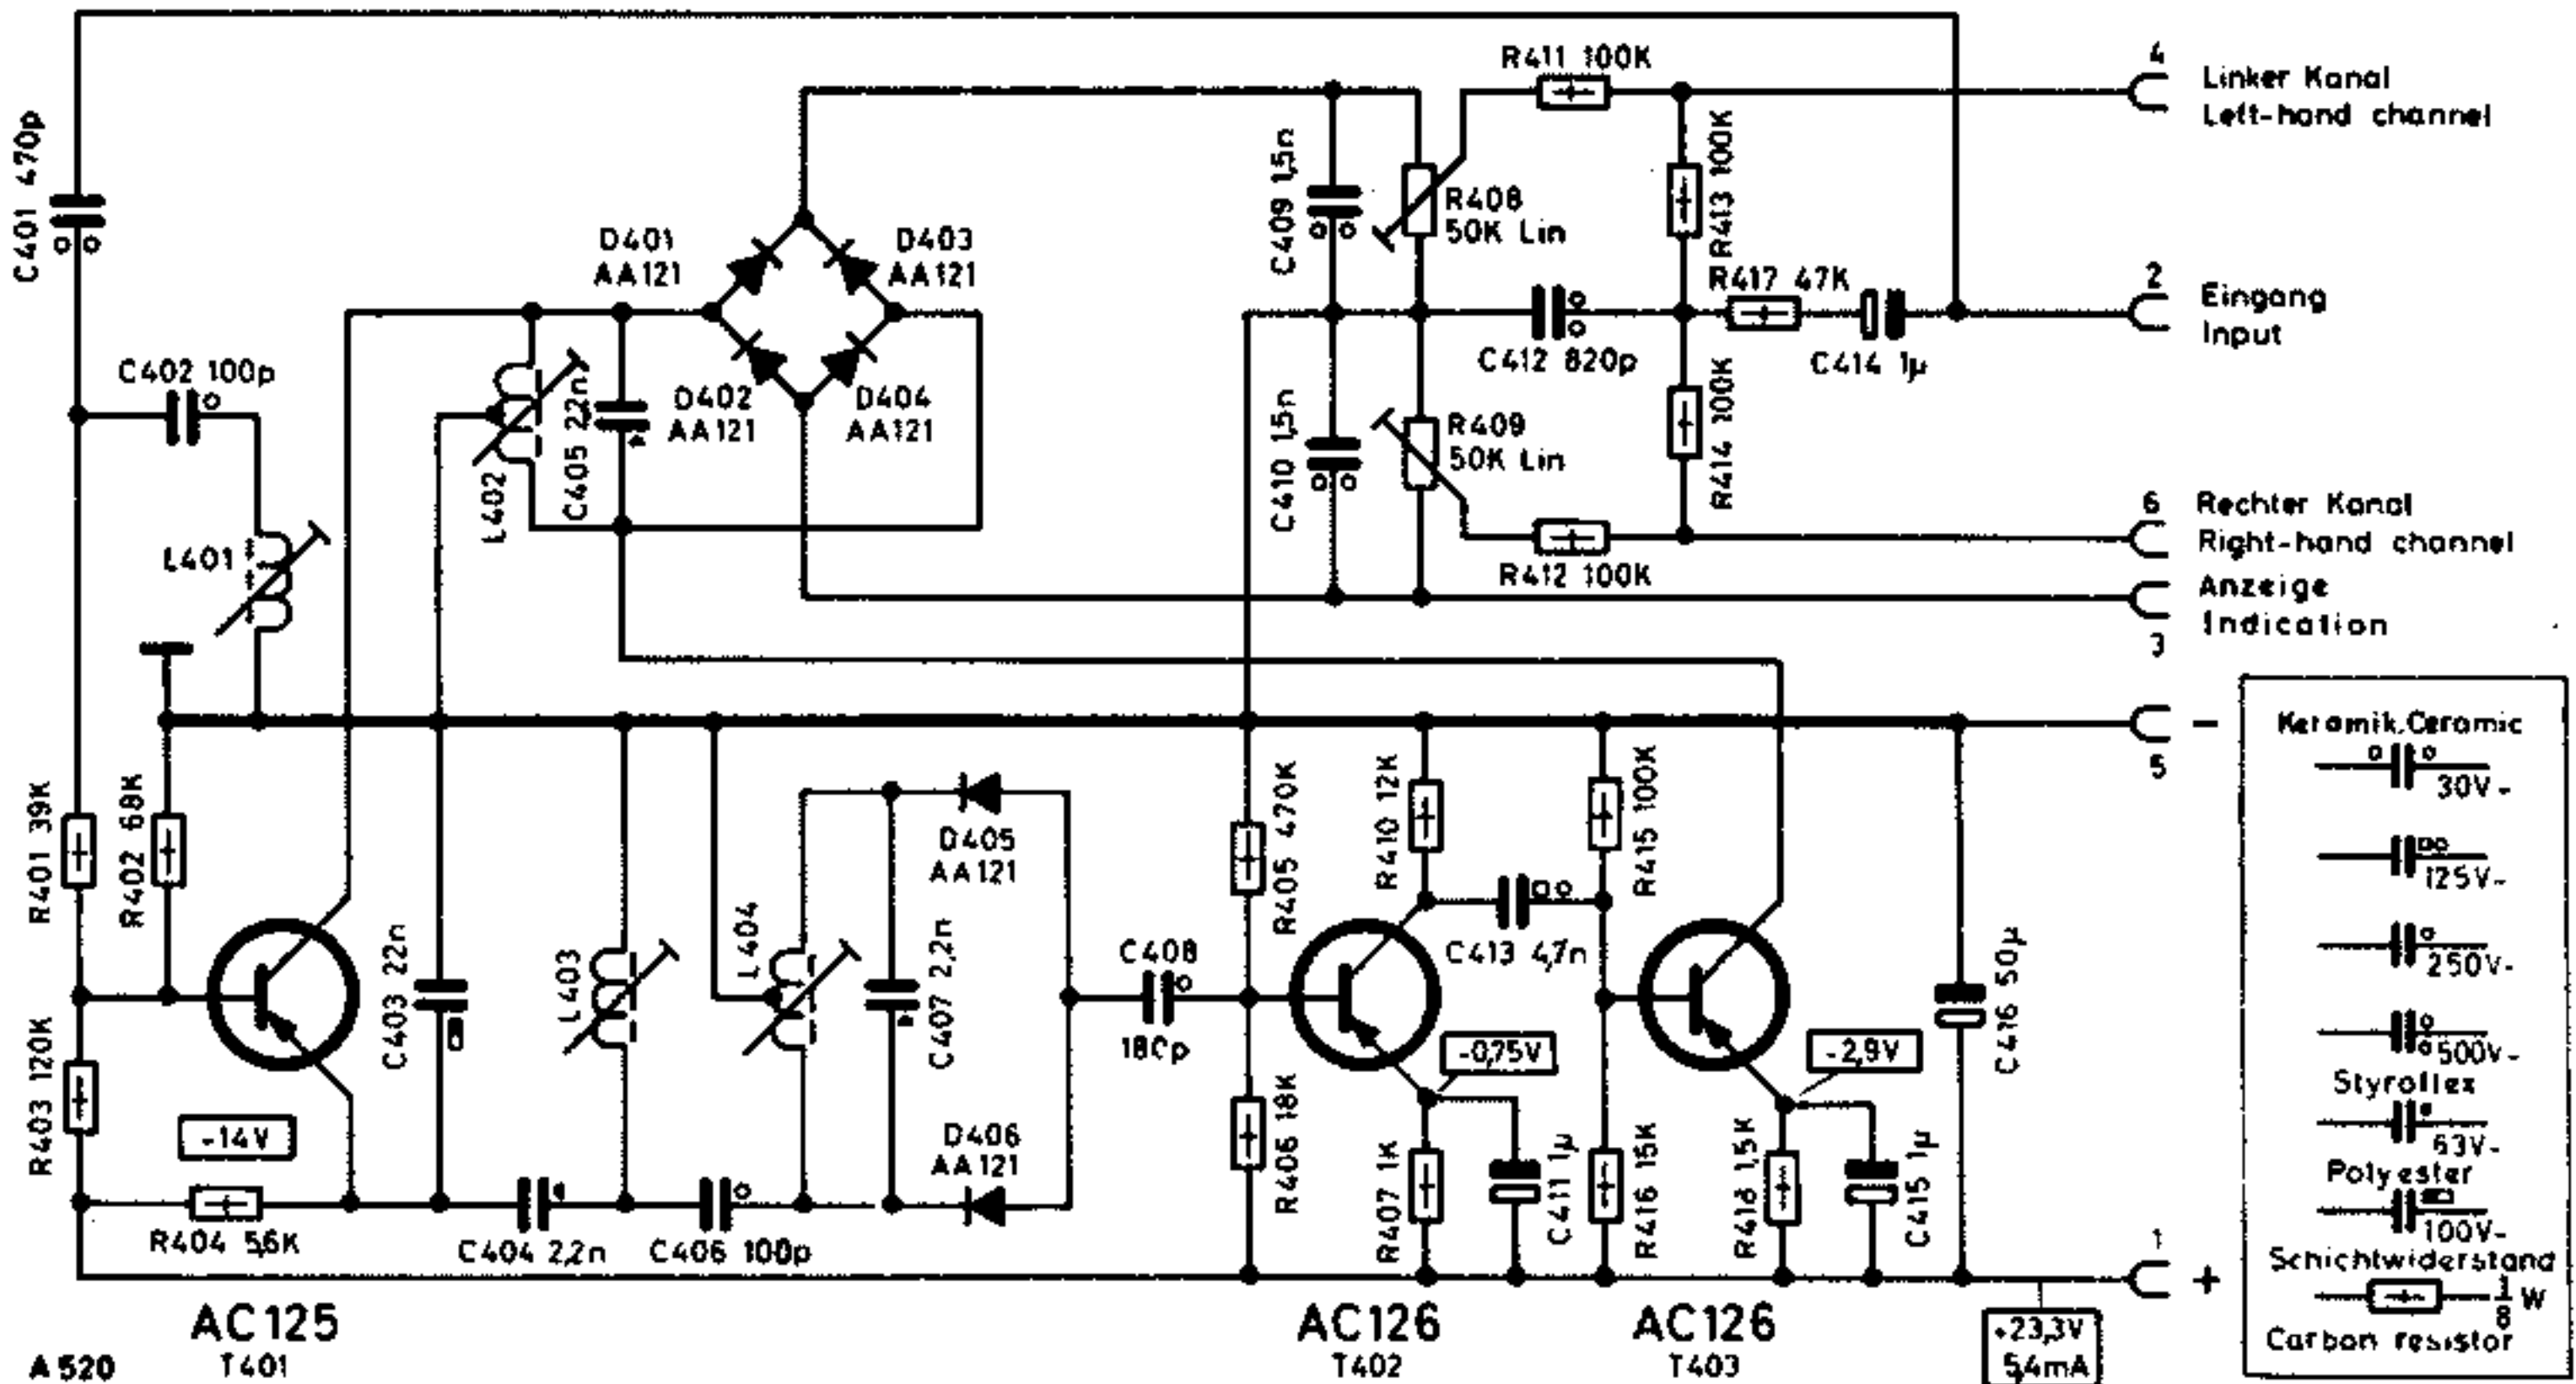 R411 100K
4
Linker Kanal
Left-hand channel
C401 470p
D401
AA121
D403
AA121
C409 1,5n
R408
50K Lin
R413 100K
R417 47K
2
Eingang
Input
C412 820p
C414 1µ
C402 100p
L402
C405 2,2n
D402
AA121
D404
AA121
C410 1,5n
R409
50K Lin
R414 100K
L401
R412 100K
6
Rechter Kanal
Right-hand channel
Anzeige
Indication
3
-
5
R401 39K
R402 68K
D405
AA121
R405 470K
R410 12K
R415 100K
C403 22n
L403
L404
C407 2,2n
C408
180p
C413 4,7n
C416 50µ
-0,75V
-2,9V
R403 120K
-14V
D406
AA121
R406 18K
R407 1K
C411 1µ
R416 15K
R418 1,5K
C415 1µ
R404 5,6K
C404 2,2n
C406 100p
1
+
AC125
T401
AC126
T402
AC126
T403
+23,3V
5,4mA
A520
Keramik.Ceramic
30V-
125V-
250V-
500V-
Styroflex
63V-
Polyester
100V-
Schichtwiderstand
1/8 W
Carbon resistor